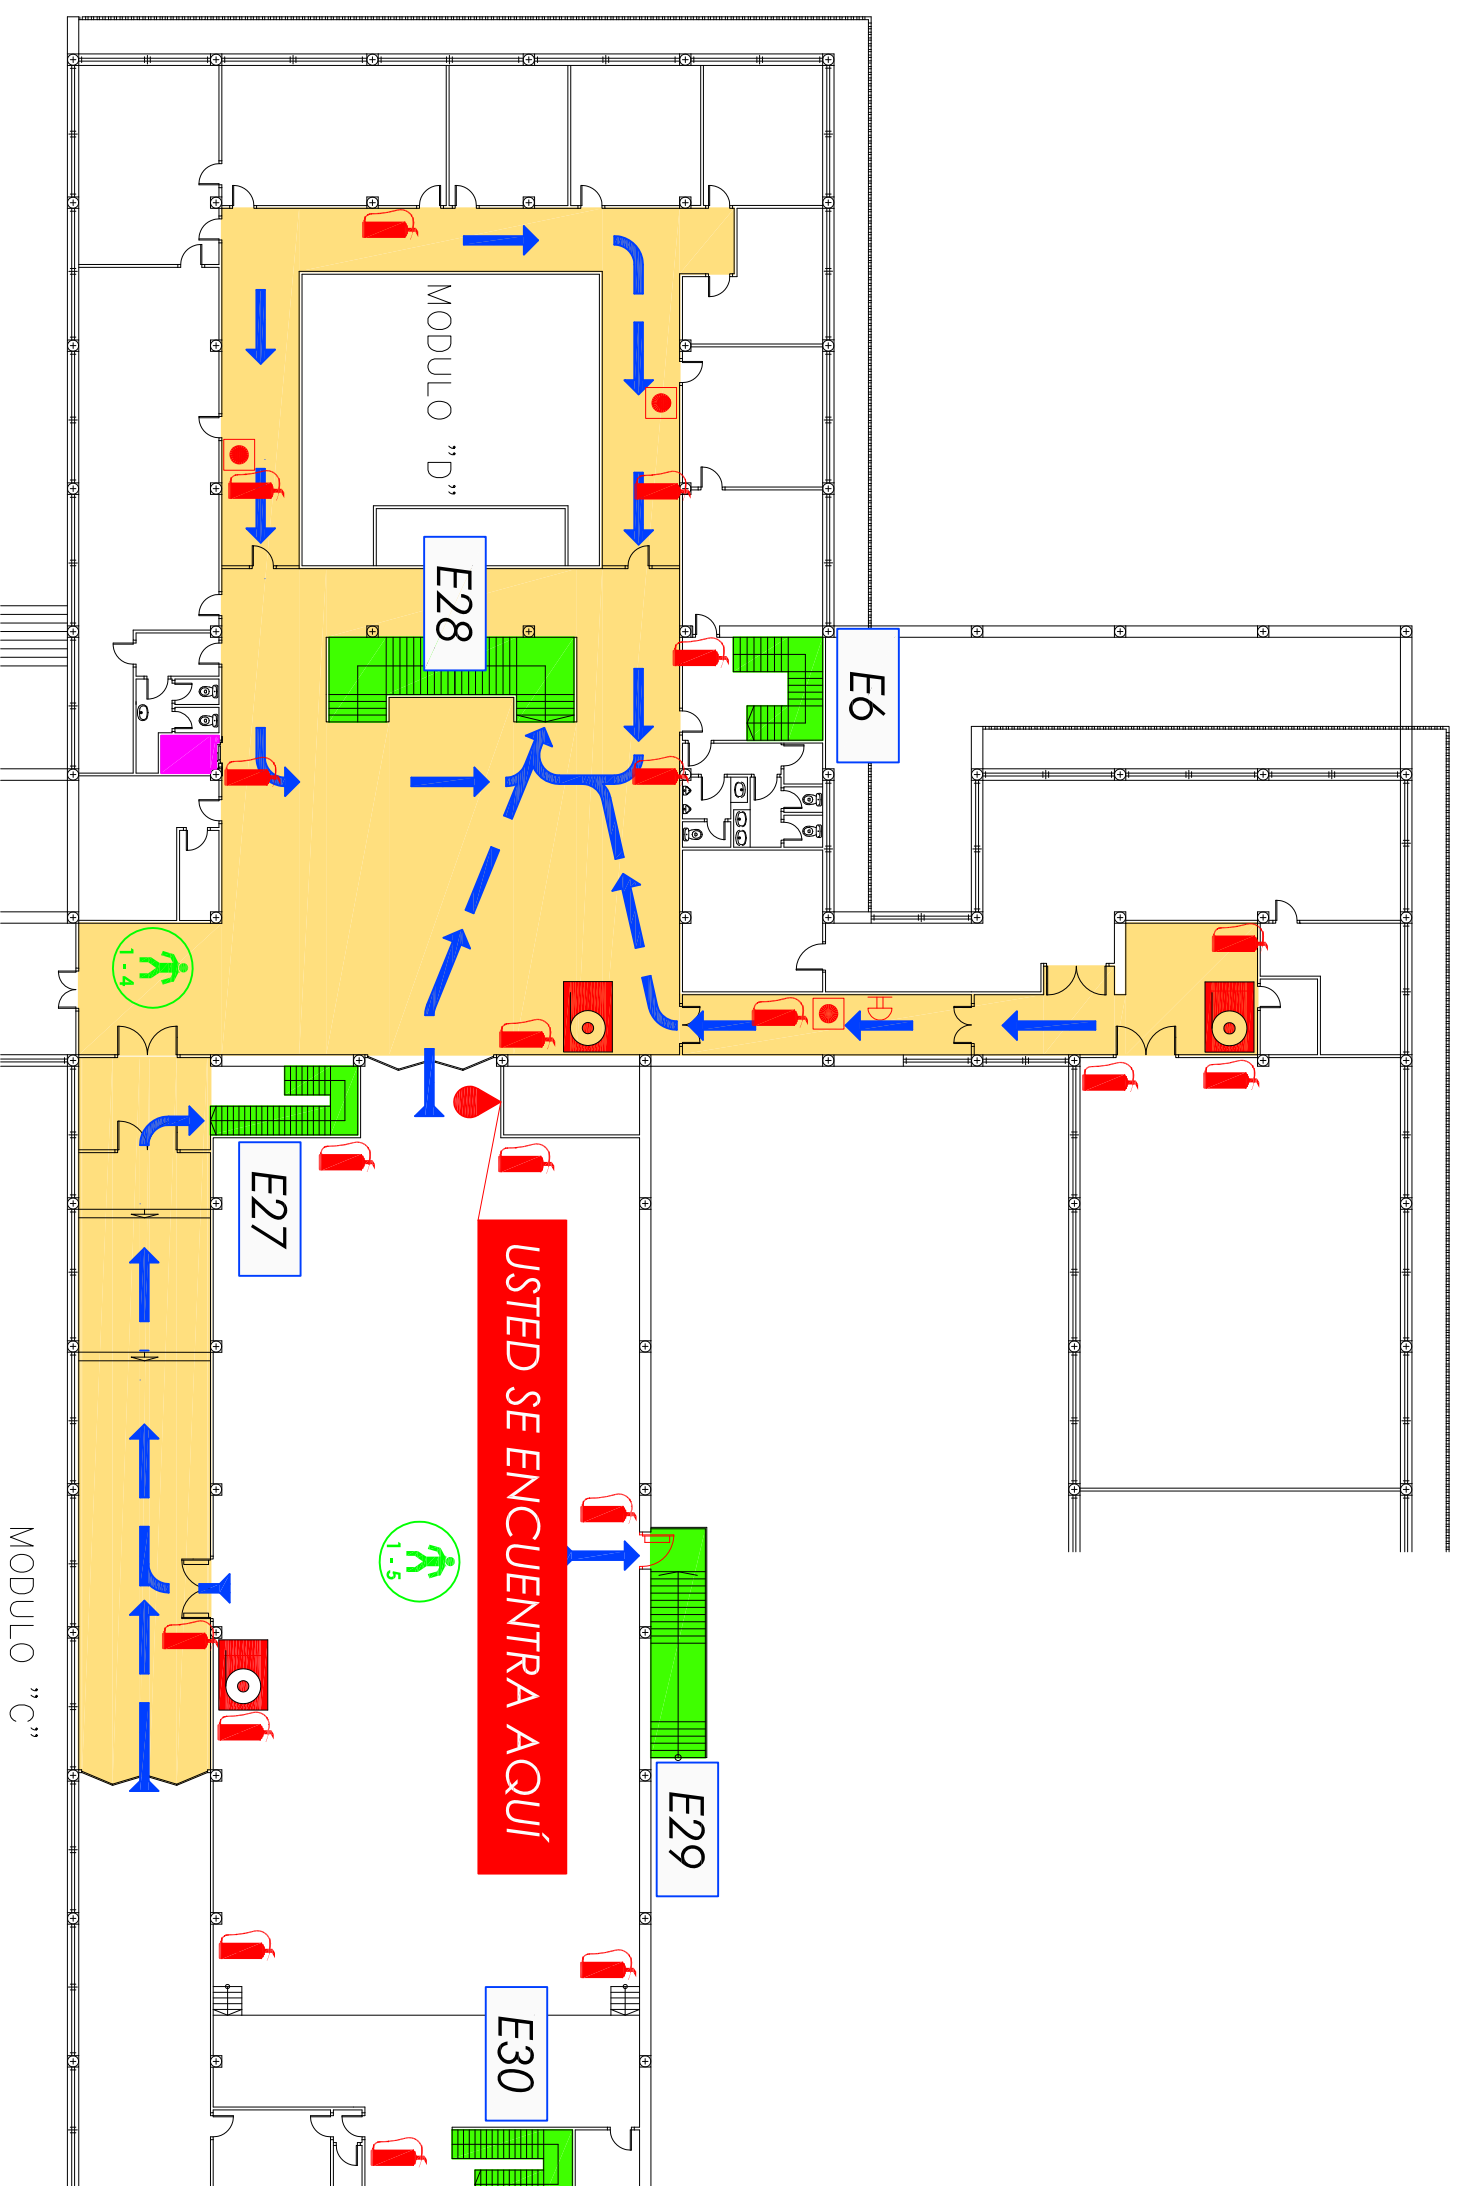 MODULO "D"
E28
E6
1-4
E27
USTED SE ENCUENTRA AQUÍ
1-5
MODULO "C"
E29
E30